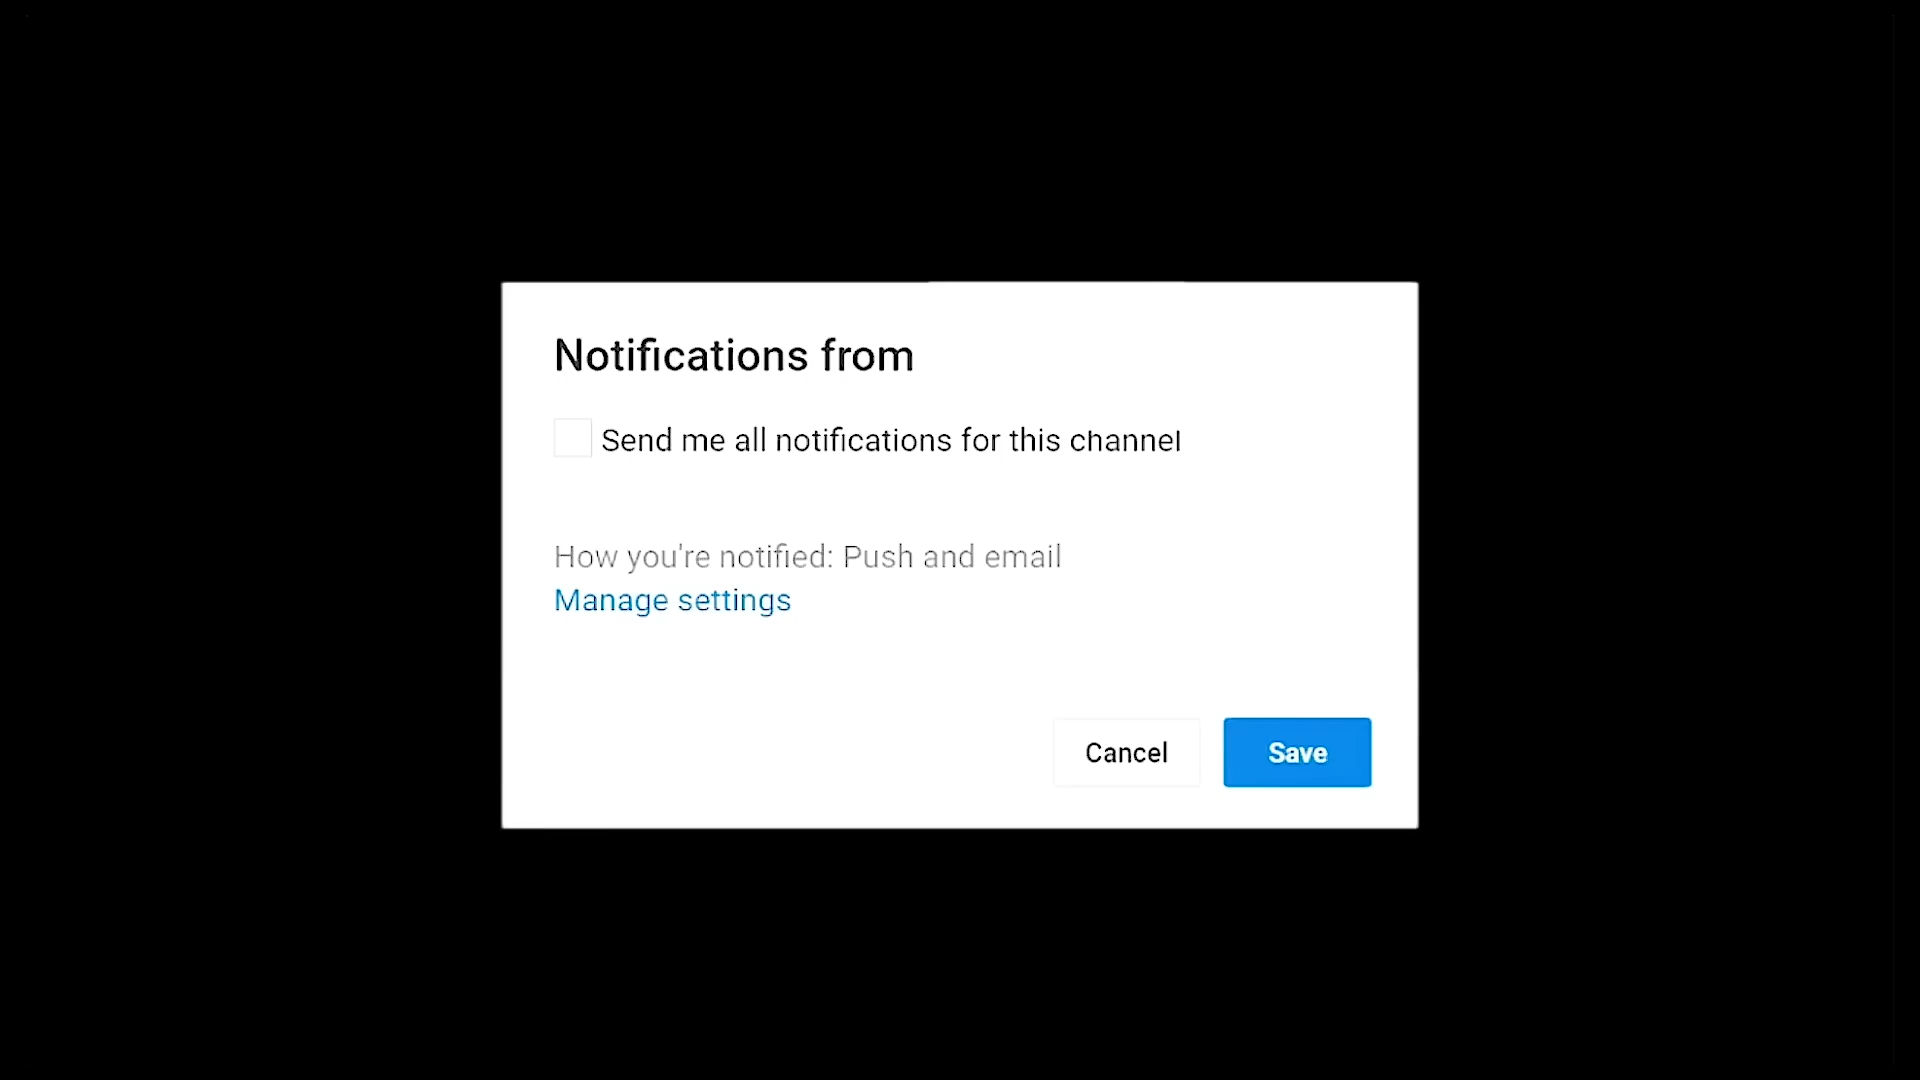 Notifications from
Send me all notifications for this channel
How you're notified: Push and email
Manage settings
Cancel
Save